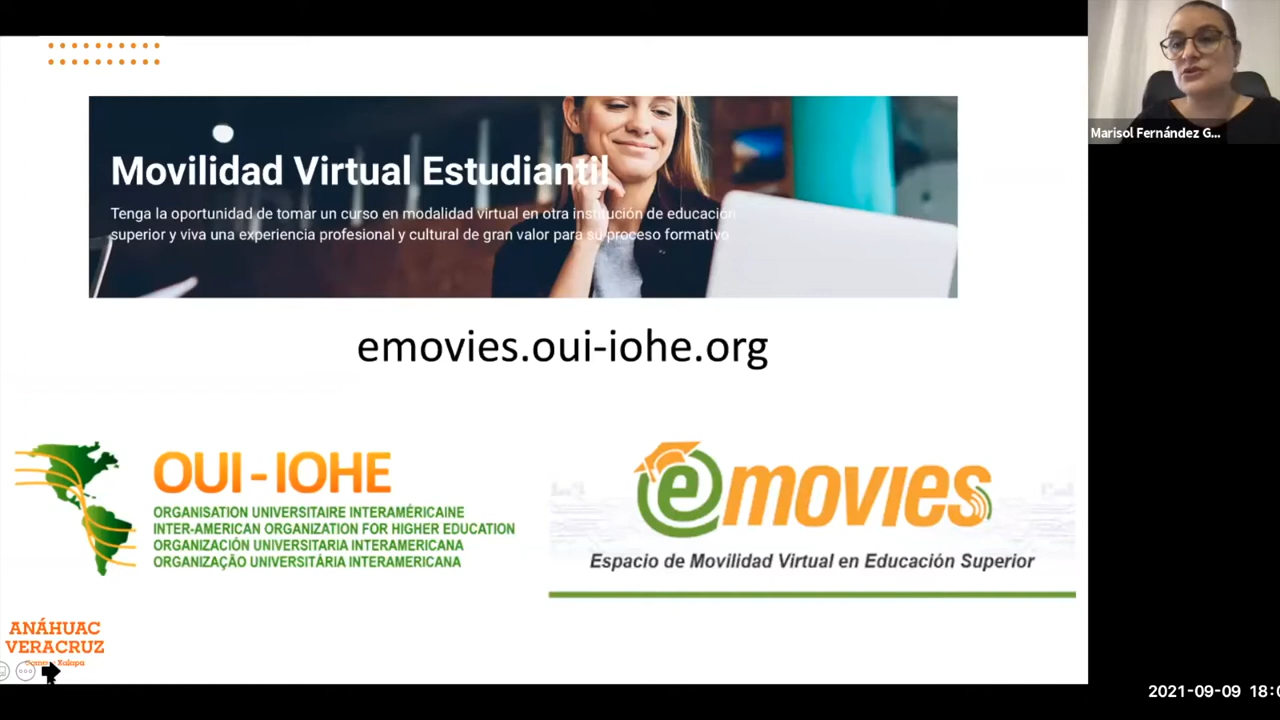 Movilidad Virtual Estudiantil
Tenga la oportunidad de tomar un curso en modalidad virtual en otra institución de educación
superior y viva una experiencia profesional y cultural de gran valor para su proceso formativo
emovies.oui-iohe.org
OUI-IOHE
ORGANISATION UNIVERSITAIRE INTERAMÉRICAINE
INTER-AMERICAN ORGANIZATION FOR HIGHER EDUCATION
ORGANIZACIÓN UNIVERSITARIA INTERAMERICANA
ORGANIZAÇÃO UNIVERSITÁRIA INTERAMERICANA
emovies
Espacio de Movilidad Virtual en Educación Superior
ANÁHUAC
VERACRUZ
Xalapa
Marisol Fernández G...
2021-09-09 18:0